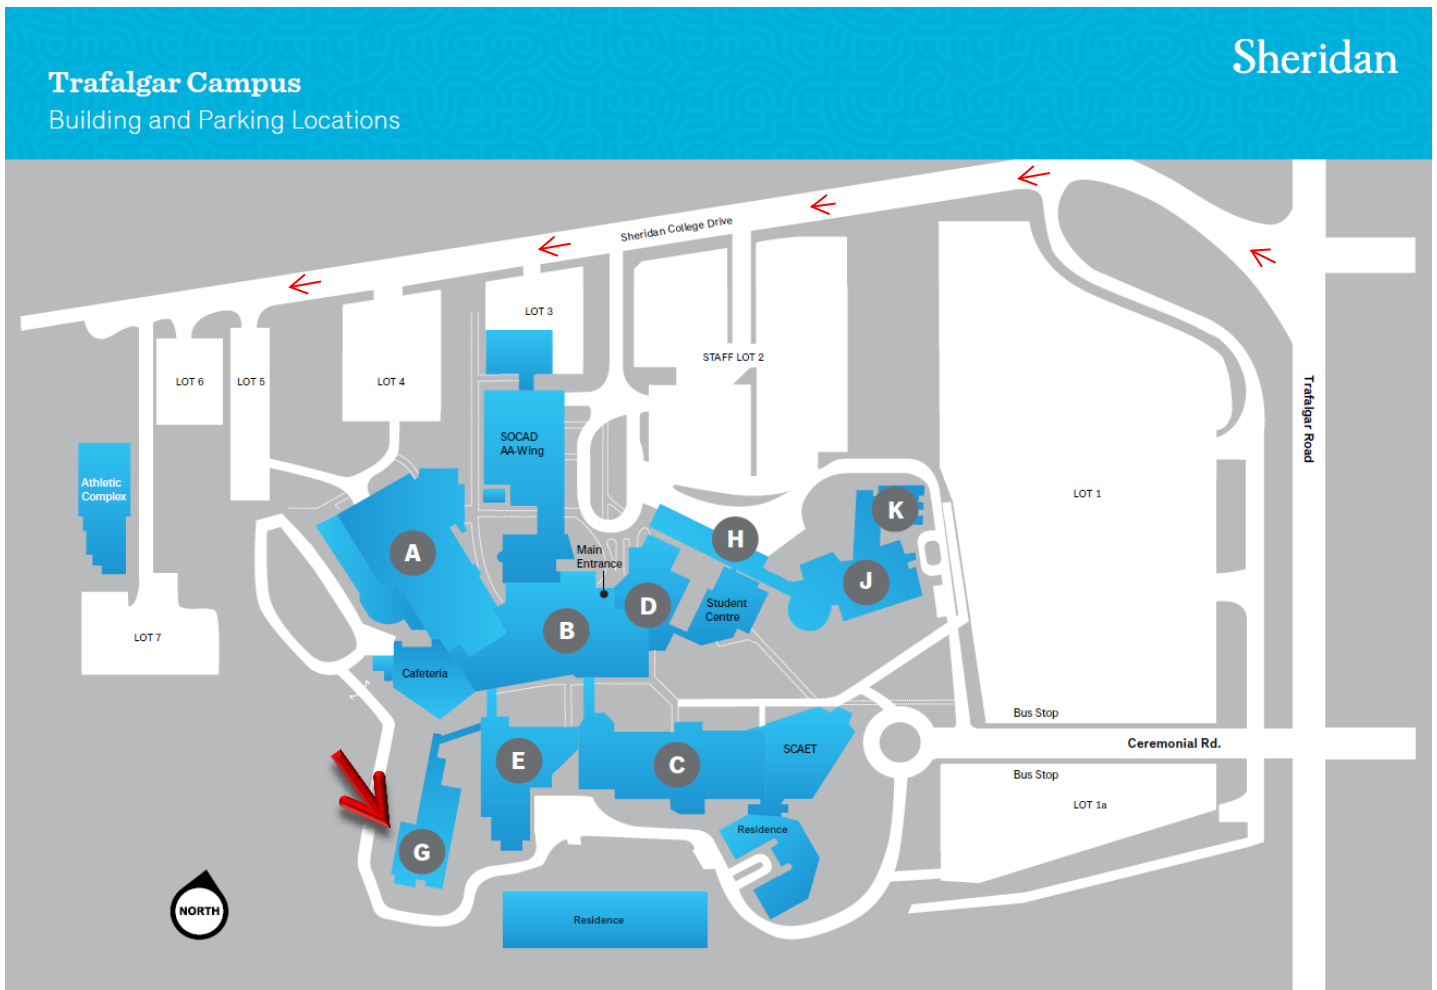 Sheridan
Trafalgar Campus
Building and Parking Locations
Sheridan College Drive
LOT 3
STAFF LOT 2
LOT 6
LOT 5
LOT 4
Trafalgar Road
SOCAD
AA-Wing
Athletic
Complex
LOT 1
K
H
A
Main
Entrance
J
D
Student
Centre
B
LOT 7
Cafeteria
Bus Stop
Ceremonial Rd.
SCAET
E
C
Bus Stop
LOT 1a
Residence
G
NORTH
Residence